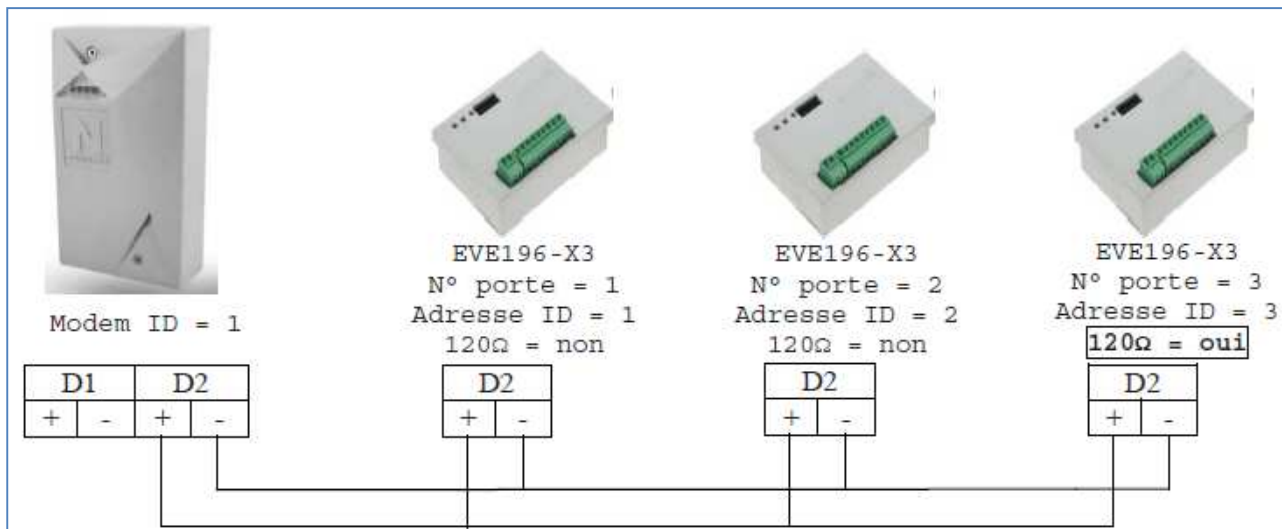 EVE196-X3
N° porte = 1
Adresse ID = 1
120Ω = non
EVE196-X3
N° porte = 2
Adresse ID = 2
120Ω = non
EVE196-X3
N° porte = 3
Adresse ID = 3
120Ω = oui
Modem ID = 1
D1 D2
+ - + -
D2
+ -
D2
+ -
D2
+ -